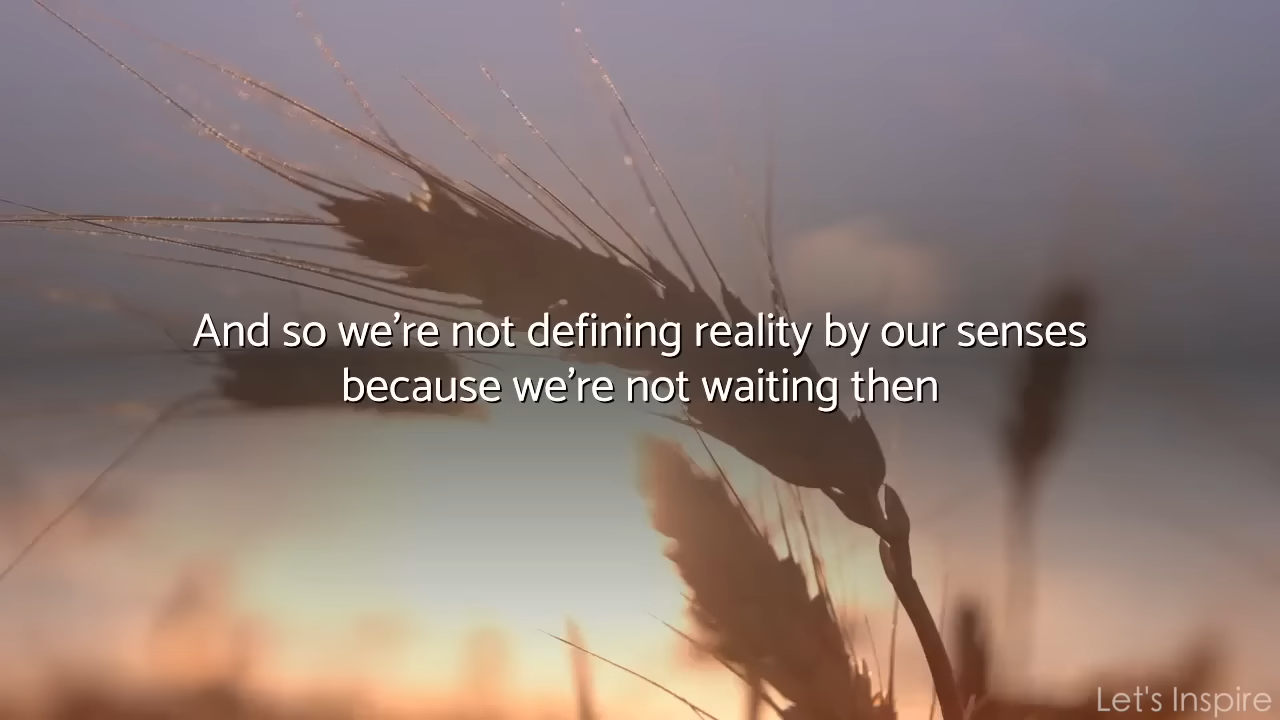 And so we’re not defining reality by our senses
because we’re not waiting then
Let's Inspire